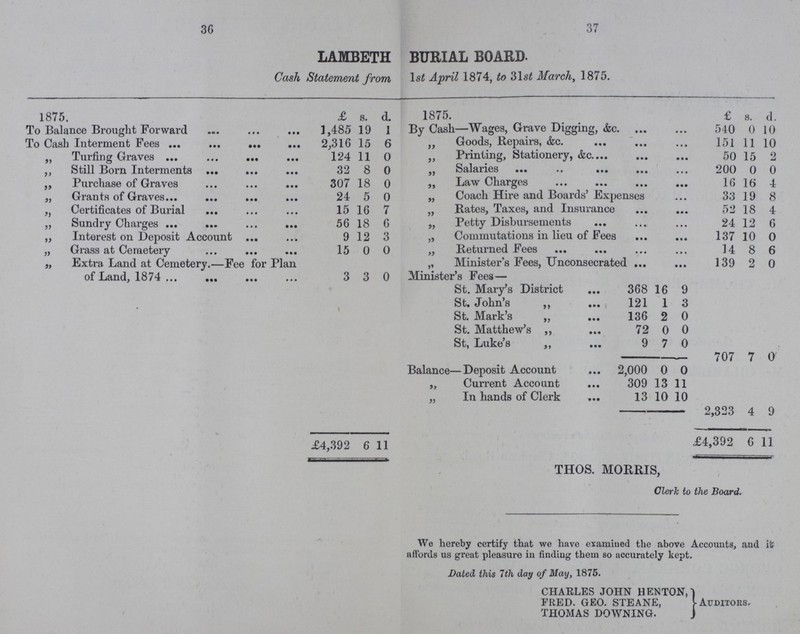 36
LAMBETH
Cash Statement from
1875. £ s. d.
To Balance Brought Forward ... ... ... 1,485 19 1
To Cash Interment Fees ... ... ... ... 2,316 15 6
„ Turfing Graves ... ... ... ... 124 11 0
„ Still Born Interments ... ... ... 32 8 0
„ Purchase of Graves ... ... ... 307 18 0
„ Grants of Graves... ... ... ... 24 5 0
„ Certificates of Burial ... ... ... 15 16 7
„ Sundry Charges ... ... ... ... 56 18 6
„ Interest on Deposit Account ... ... 9 12 3
„ Grass at Cemetery ... ... ... 15 0 0
„ Extra Land at Cemetery.—Fee for Plan
of Land, 1874 ... ... ... ... 3 3 0
£4,392 6 11
37
BURIAL BOARD.
1st April 1874, to 31st March, 1875.
1875. £ s. d.
By Cash—Wages, Grave Digging, &c. ... ... 540 0 10
„ Goods, Repairs, &c. ... ... ... 151 11 10
„ Printing, Stationery, &c.... ... ... 50 15 2
„ Salaries ... .. ... ... ... 200 0 0
„ Law Charges ... ... ... ... 16 16 4
„ Coach Hire and Boards' Expenses ... 33 19 8
„ Rates, Taxes, and Insurance ... ... 52 18 4
„ Petty Disbursements ... ... ... 24 12 6
„ Commutations in lieu of Fees ... ... 137 10 0
„ Returned Fees ... ... ... ... 14 8 6
„ Minister's Fees, Unconsecrated ... ... 139 2 0
Minister's Fees—
St. Mary's District ... 368 16 9
St. John's „ ... 121 1 3
St. Mark's „ ... 136 2 0
St. Matthew's „ ... 72 0 0
St, Luke's „ ... 9 7 0
707 7 0
Balance—Deposit Account ... 2,000 0 0
„ Current Account ... 309 13 11
„ In hands of Clerk ... 13 10 10
2,323 4 9
£4,392 6 11
THOS. MORRIS,
Clerk to the Board.
We hereby certify that we have examined the above Accounts, and it
affords us great pleasure in finding them so accurately kept.
Dated this 7th day of May, 1875.
CHARLES JOHN HENTON,
FRED. GEO. STEANE, } AUDITORS.
THOMAS DOWNING.